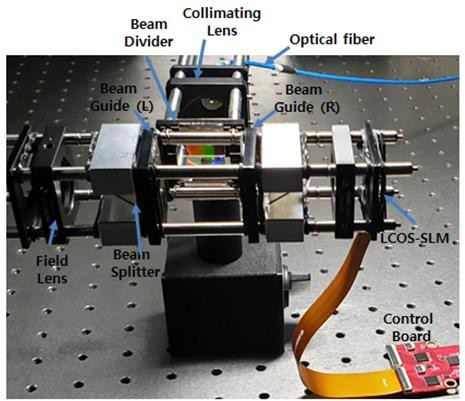 Collimating
Lens
Beam
Divider
Optical fiber
Beam
Guide (L)
Beam
Guide (R)
Field
Lens
Beam
Splitter
LCOS-SLM
Control
Board